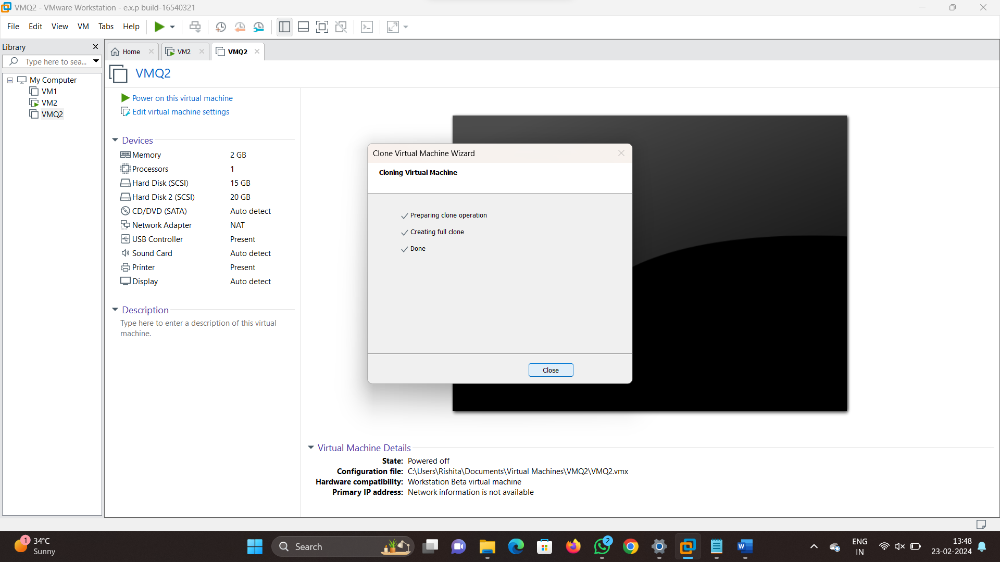 VMQ2 - VMware Workstation - e.x.p build-16540321
File Edit View VM Tabs Help
Library
Type here to sea...
My Computer
VM1
VM2
VMQ2
Home
VM2
VMQ2
VMQ2
Power on this virtual machine
Edit virtual machine settings
Devices
Memory 2 GB
Processors 1
Hard Disk (SCSI) 15 GB
Hard Disk 2 (SCSI) 20 GB
CD/DVD (SATA) Auto detect
Network Adapter NAT
USB Controller Present
Sound Card Auto detect
Printer Present
Display Auto detect
Description
Type here to enter a description of this virtual
machine.
Clone Virtual Machine Wizard
Cloning Virtual Machine
Preparing clone operation
Creating full clone
Done
Close
Virtual Machine Details
State: Powered off
Configuration file: C:\Users\Rishita\Documents\Virtual Machines\VMQ2\VMQ2.vmx
Hardware compatibility: Workstation Beta virtual machine
Primary IP address: Network information is not available
1
34°C
Sunny
Search
2
W
ENG
IN
13:48
23-02-2024